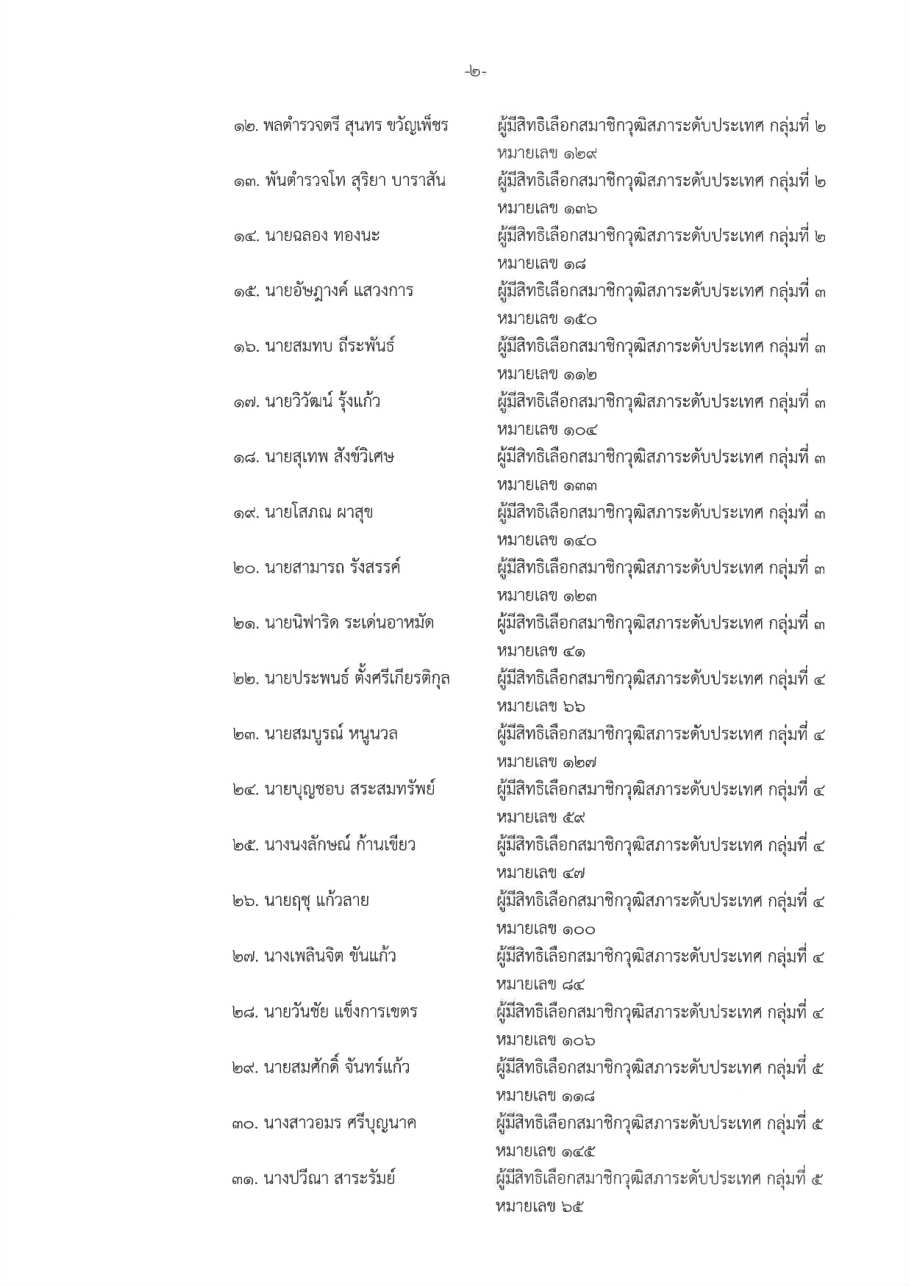 -๒-
๑๒. พลตำรวจตรี สุนทร ขวัญเพ็ชร ผู้มีสิทธิเลือกสมาชิกวุฒิสภาระดับประเทศ กลุ่มที่ ๒
หมายเลข ๑๒๙
๑๓. พันตำรวจโท สุริยา บาราสัน ผู้มีสิทธิเลือกสมาชิกวุฒิสภาระดับประเทศ กลุ่มที่ ๒
หมายเลข ๑๓๖
๑๔. นายฉลอง ทองนะ ผู้มีสิทธิเลือกสมาชิกวุฒิสภาระดับประเทศ กลุ่มที่ ๒
หมายเลข ๑๘
๑๕. นายอัษฎางค์ แสวงการ ผู้มีสิทธิเลือกสมาชิกวุฒิสภาระดับประเทศ กลุ่มที่ ๓
หมายเลข ๑๕๐
๑๖. นายสมทบ ถีระพันธ์ ผู้มีสิทธิเลือกสมาชิกวุฒิสภาระดับประเทศ กลุ่มที่ ๓
หมายเลข ๑๑๒
๑๗. นายวิวัฒน์ รุ้งแก้ว ผู้มีสิทธิเลือกสมาชิกวุฒิสภาระดับประเทศ กลุ่มที่ ๓
หมายเลข ๑๐๔
๑๘. นายสุเทพ สังข์วิเศษ ผู้มีสิทธิเลือกสมาชิกวุฒิสภาระดับประเทศ กลุ่มที่ ๓
หมายเลข ๑๓๓
๑๙. นายโสภณ ผาสุข ผู้มีสิทธิเลือกสมาชิกวุฒิสภาระดับประเทศ กลุ่มที่ ๓
หมายเลข ๑๔๐
๒๐. นายสามารถ รังสรรค์ ผู้มีสิทธิเลือกสมาชิกวุฒิสภาระดับประเทศ กลุ่มที่ ๓
หมายเลข ๑๒๓
๒๑. นายนิฟาริด ระเด่นอาหมัด ผู้มีสิทธิเลือกสมาชิกวุฒิสภาระดับประเทศ กลุ่มที่ ๓
หมายเลข ๔๑
๒๒. นายประพนธ์ ตั้งศรีเกียรติกุล ผู้มีสิทธิเลือกสมาชิกวุฒิสภาระดับประเทศ กลุ่มที่ ๔
หมายเลข ๖๖
๒๓. นายสมบูรณ์ หนูนวล ผู้มีสิทธิเลือกสมาชิกวุฒิสภาระดับประเทศ กลุ่มที่ ๔
หมายเลข ๑๒๗
๒๔. นายบุญชอบ สระสมทรัพย์ ผู้มีสิทธิเลือกสมาชิกวุฒิสภาระดับประเทศ กลุ่มที่ ๔
หมายเลข ๕๙
๒๕. นางนงลักษณ์ ก้านเขียว ผู้มีสิทธิเลือกสมาชิกวุฒิสภาระดับประเทศ กลุ่มที่ ๔
หมายเลข ๔๗
๒๖. นายฤชุ แก้วลาย ผู้มีสิทธิเลือกสมาชิกวุฒิสภาระดับประเทศ กลุ่มที่ ๔
หมายเลข ๑๐๐
๒๗. นางเพลินจิต ขันแก้ว ผู้มีสิทธิเลือกสมาชิกวุฒิสภาระดับประเทศ กลุ่มที่ ๔
หมายเลข ๘๔
๒๘. นายวันชัย แข็งการเขตร ผู้มีสิทธิเลือกสมาชิกวุฒิสภาระดับประเทศ กลุ่มที่ ๔
หมายเลข ๑๐๖
๒๙. นายสมศักดิ์ จันทร์แก้ว ผู้มีสิทธิเลือกสมาชิกวุฒิสภาระดับประเทศ กลุ่มที่ ๕
หมายเลข ๑๑๘
๓๐. นางสาวอมร ศรีบุญนาค ผู้มีสิทธิเลือกสมาชิกวุฒิสภาระดับประเทศ กลุ่มที่ ๕
หมายเลข ๑๔๕
๓๑. นางปวีณา สาระรัมย์ ผู้มีสิทธิเลือกสมาชิกวุฒิสภาระดับประเทศ กลุ่มที่ ๕
หมายเลข ๖๕